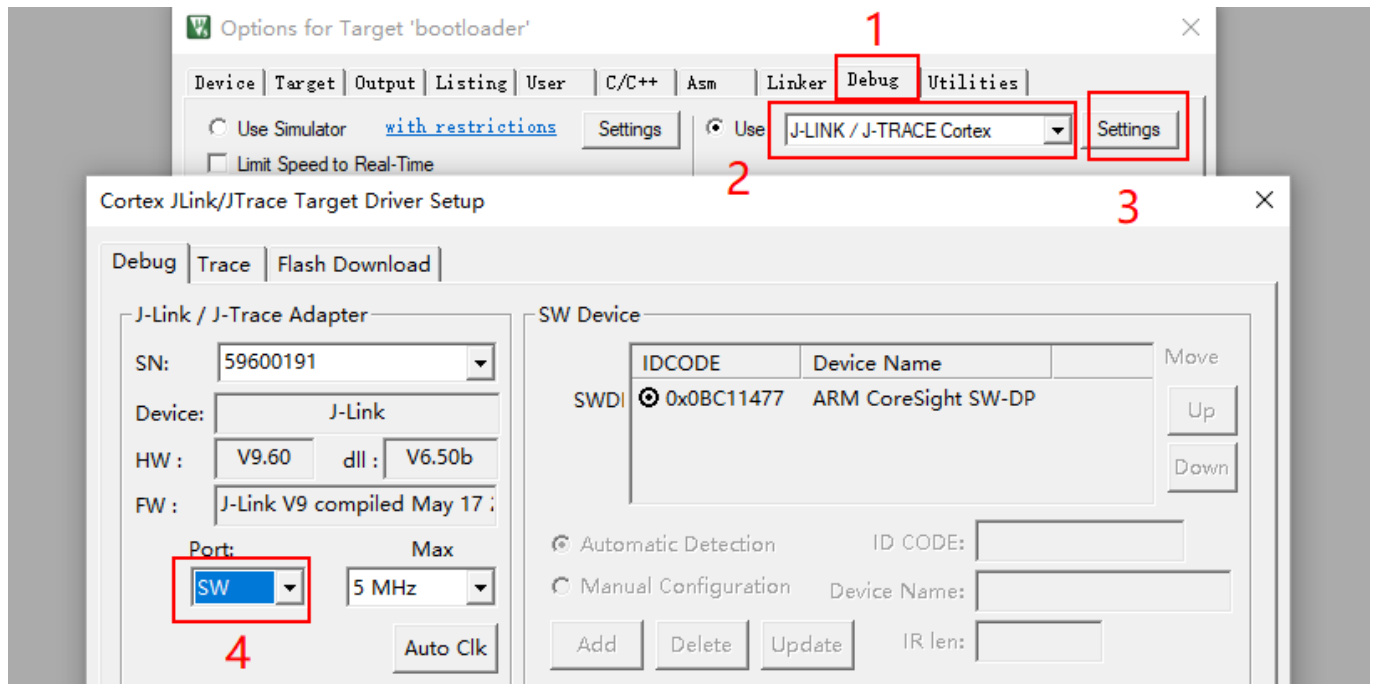 Options for Target 'bootloader'
1
Device Target Output Listing User C/C++ Asm Linker Debug Utilities
Use Simulator with restrictions Settings Use J-LINK / J-TRACE Cortex Settings
Limit Speed to Real-Time
2
3
Cortex JLink/JTrace Target Driver Setup
Debug Trace Flash Download
J-Link / J-Trace Adapter
SN: 59600191
Device: J-Link
HW : V9.60 dll : V6.50b
FW : J-Link V9 compiled May 17
Port: Max
SW 5 MHz
4
Auto Clk
SW Device
IDCODE Device Name Move
SWDI 0x0BC11477 ARM CoreSight SW-DP
Up
Down
Automatic Detection ID CODE:
Manual Configuration Device Name:
Add Delete Update IR len: